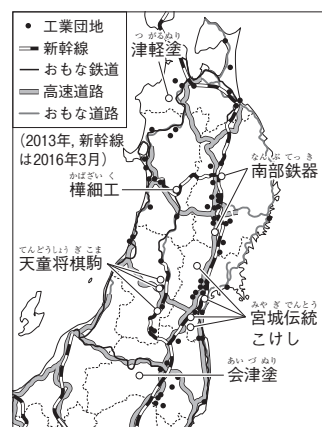 工業団地
新幹線
おもな鉄道
高速道路
おもな道路
(2013年, 新幹線
は2016年3月)
つがるぬり
津軽塗
なんぶてっき
南部鉄器
かばざいく
樺細工
てんどうしょうぎこま
天童将棋駒
みやぎでんとう
宮城伝統
こけし
あいづぬり
会津塗